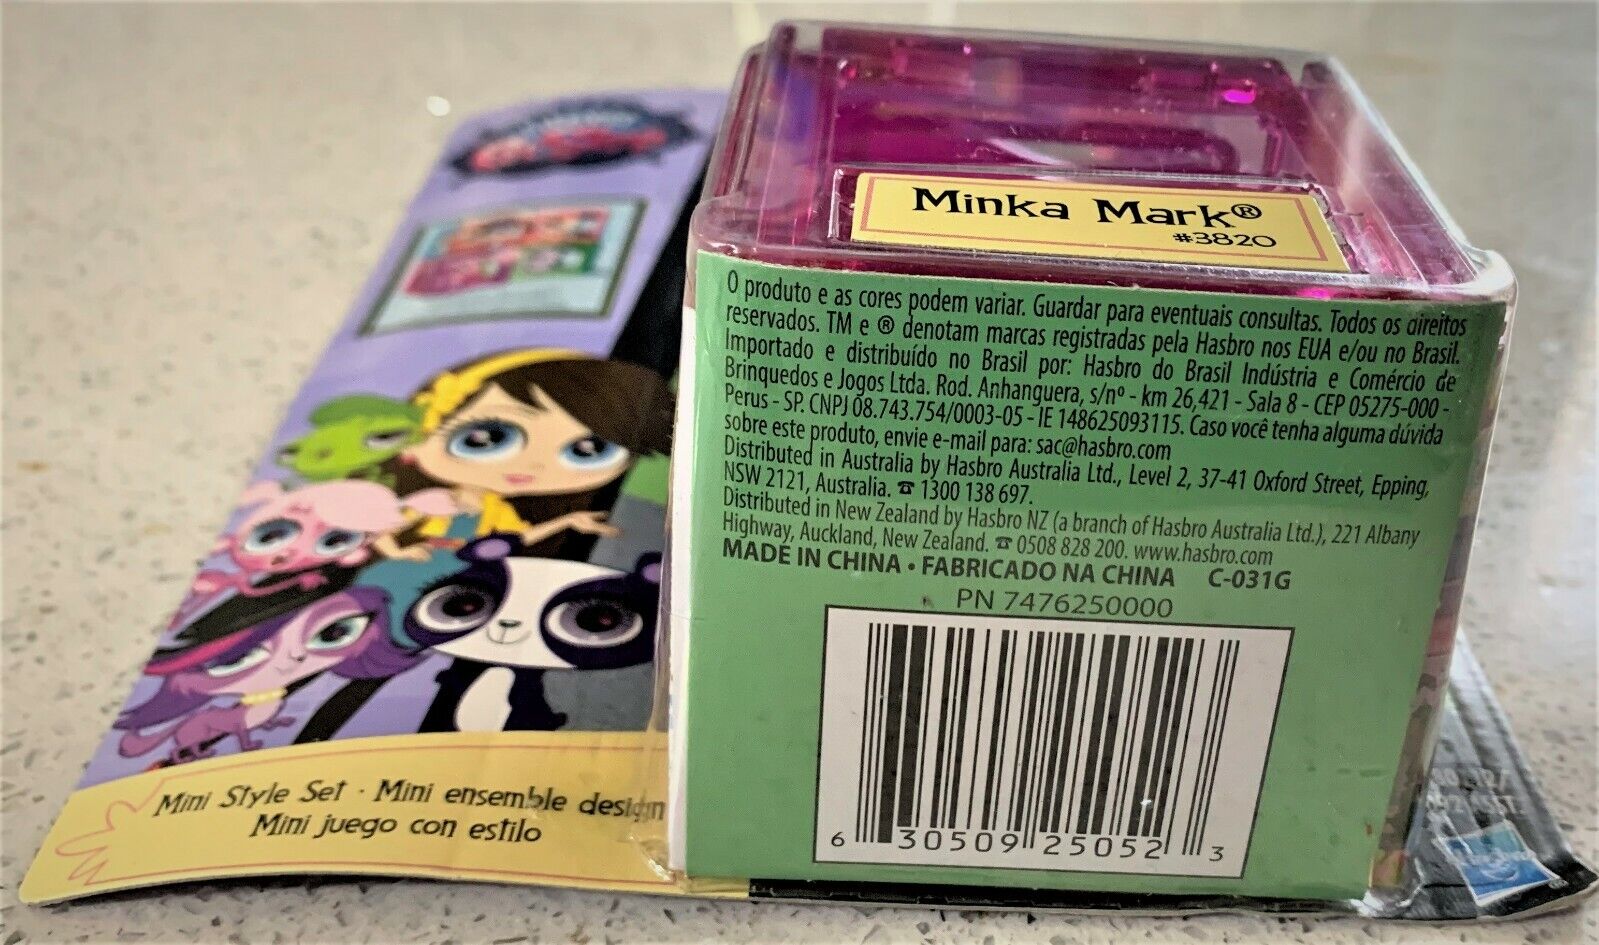 Minka Mark®
#3820
O produto e as cores podem variar. Guardar para eventuais consultas. Todos os direitos
reservados. TM e ® denotam marcas registradas pela Hasbro nos EUA e/ou no Brasil.
Importado e distribuído no Brasil por: Hasbro do Brasil Indústria e Comércio de
Brinquedos e Jogos Ltda. Rod. Anhanguera, s/nº - km 26,421 - Sala 8 - CEP 05275-000 -
Perus - SP. CNPJ 08.743.754/0003-05 - IE 148625093115. Caso você tenha alguma dúvida
sobre este produto, envie e-mail para: sac@hasbro.com
Distributed in Australia by Hasbro Australia Ltd., Level 2, 37-41 Oxford Street, Epping,
NSW 2121, Australia. ☎ 1300 138 697.
Distributed in New Zealand by Hasbro NZ (a branch of Hasbro Australia Ltd.), 221 Albany
Highway, Auckland, New Zealand. ☎ 0508 828 200. www.hasbro.com
MADE IN CHINA • FABRICADO NA CHINA C-031G
PN 7476250000
6 30509 25052 3
Mini Style Set · Mini ensemble design
Mini juego con estilo